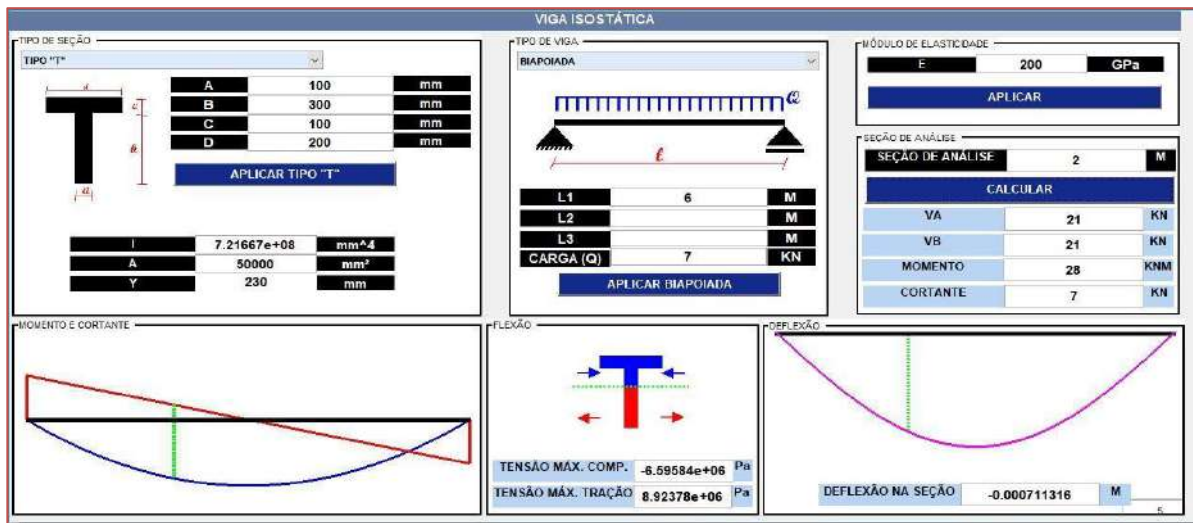 VIGA ISOSTÁTICA
TIPO DE SEÇÃO
TIPO "T"
A 100 mm
B 300 mm
C 100 mm
D 200 mm
APLICAR TIPO "T"
I 7.21667e+08 mm^4
A 50000 mm²
Y 230 mm
TIPO DE VIGA
BIAPOIADA
Q
ℓ
L1 6 M
L2 M
L3 M
CARGA (Q) 7 KN
APLICAR BIAPOIADA
MÓDULO DE ELASTICIDADE
E 200 GPa
APLICAR
SEÇÃO DE ANÁLISE
SEÇÃO DE ANÁLISE 2 M
CALCULAR
VA 21 KN
VB 21 KN
MOMENTO 28 KNM
CORTANTE 7 KN
MOMENTO E CORTANTE
FLEXÃO
TENSÃO MÁX. COMP. -6.59584e+06 Pa
TENSÃO MÁX. TRAÇÃO 8.92378e+06 Pa
DEFLEXÃO
DEFLEXÃO NA SEÇÃO -0.000711316 M
5